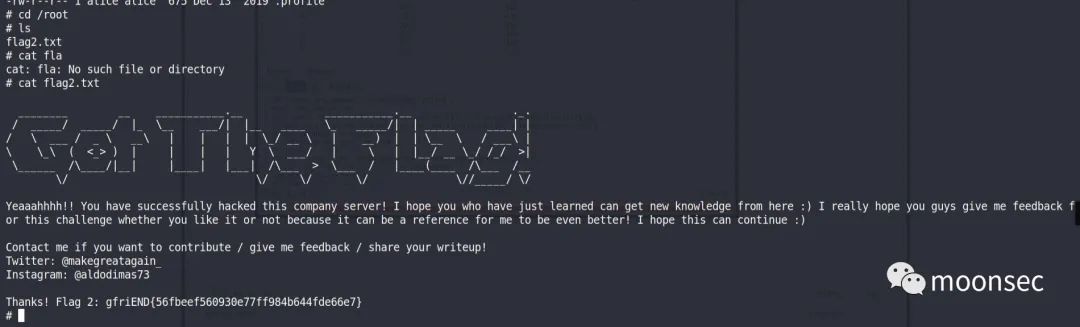 -rw-r--r-- 1 alice alice  675 Dec 13  2019 .profile
# cd /root
# ls
flag2.txt
# cat fla
cat: fla: No such file or directory
# cat flag2.txt
Got The Flag!
Yeaaahhhh!! You have successfully hacked this company server! I hope you who have just learned can get new knowledge from here :) I really hope you guys give me feedback f
or this challenge whether you like it or not because it can be a reference for me to be even better! I hope this can continue :)
Contact me if you want to contribute / give me feedback / share your writeup!
Twitter: @makegreatagain_
Instagram: @aldodimas73
Thanks! Flag 2: gfriEND{56fbeef560930e77ff984b644fde66e7}
#
moonsec